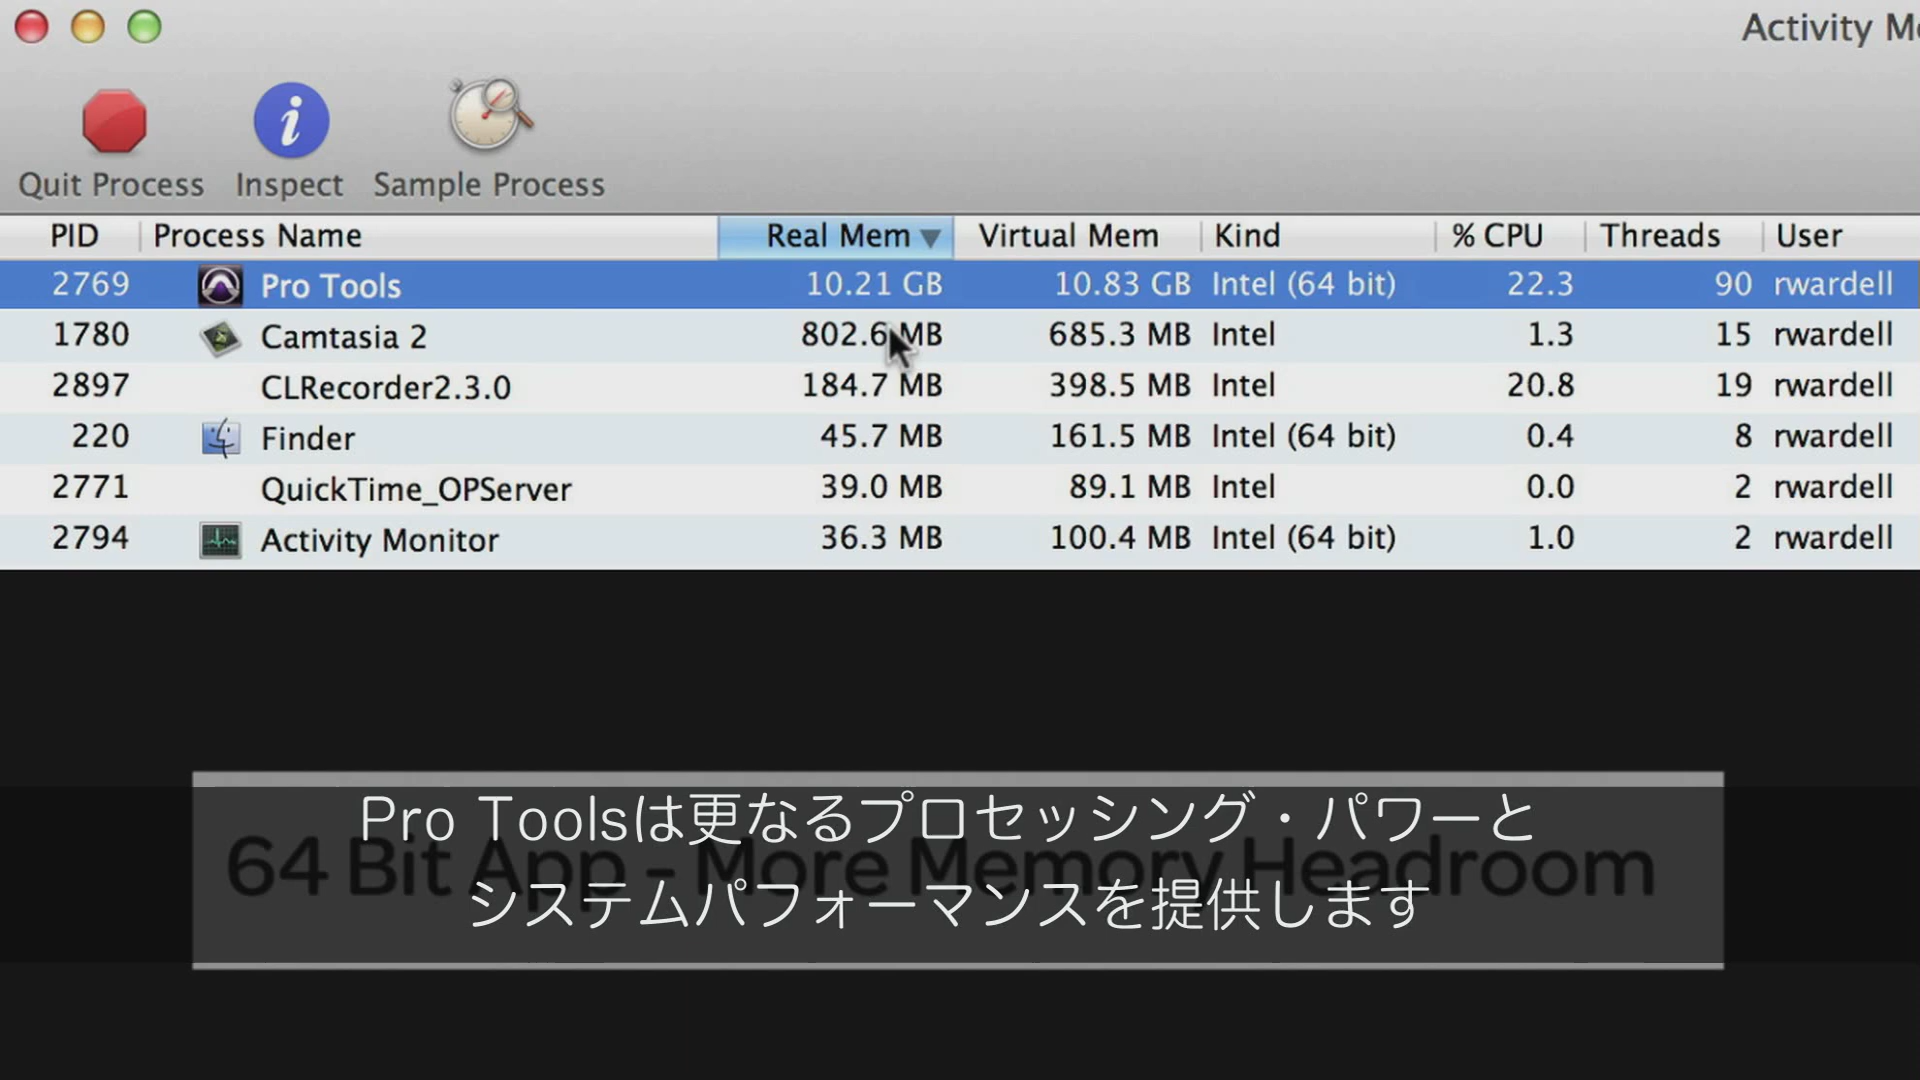 Activity Mo
Quit Process Inspect Sample Process
PID Process Name Real Mem Virtual Mem Kind % CPU Threads User
2769 Pro Tools 10.21 GB 10.83 GB Intel (64 bit) 22.3 90 rwardell
1780 Camtasia 2 802.6 MB 685.3 MB Intel 1.3 15 rwardell
2897 CLRecorder2.3.0 184.7 MB 398.5 MB Intel 20.8 19 rwardell
220 Finder 45.7 MB 161.5 MB Intel (64 bit) 0.4 8 rwardell
2771 QuickTime_OPServer 39.0 MB 89.1 MB Intel 0.0 2 rwardell
2794 Activity Monitor 36.3 MB 100.4 MB Intel (64 bit) 1.0 2 rwardell
Pro Toolsは更なるプロセッシング・パワーと
64 Bit App - More Memory Headroom
システムパフォーマンスを提供します